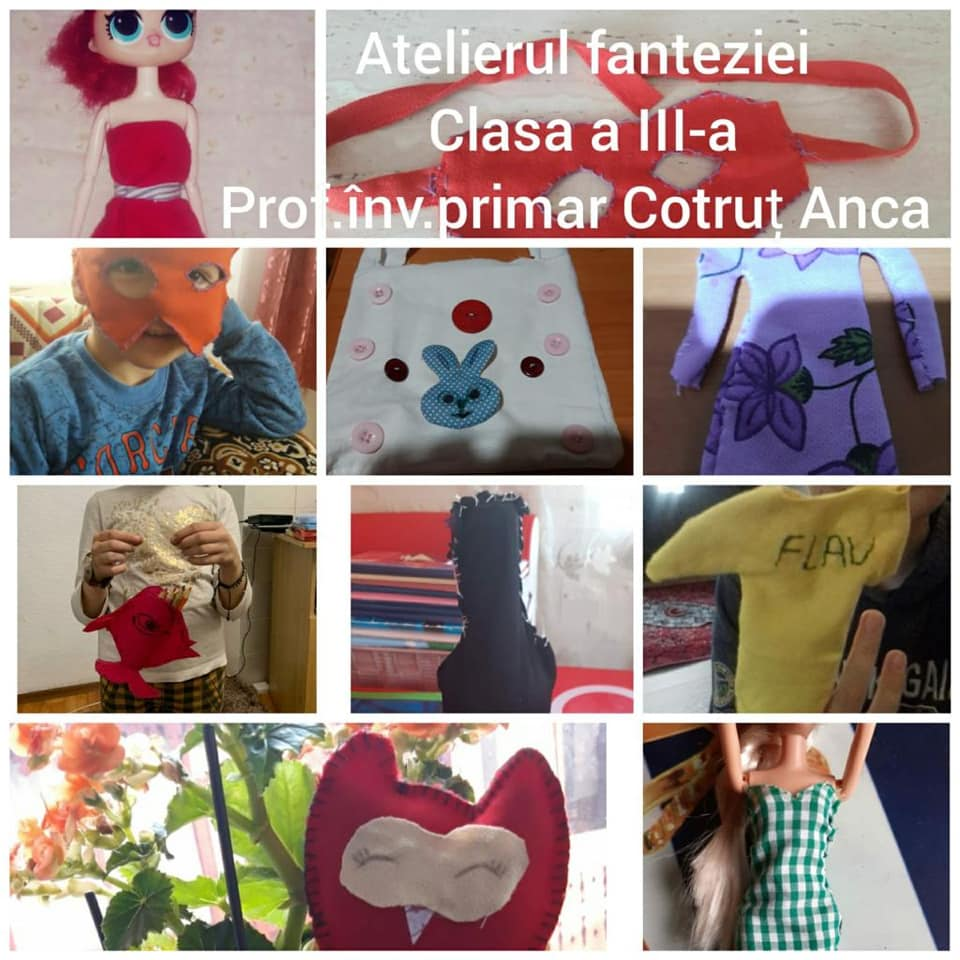 Atelierul fanteziei
Clasa a III-a
Prof.înv.primar Cotruț Anca
FLAV